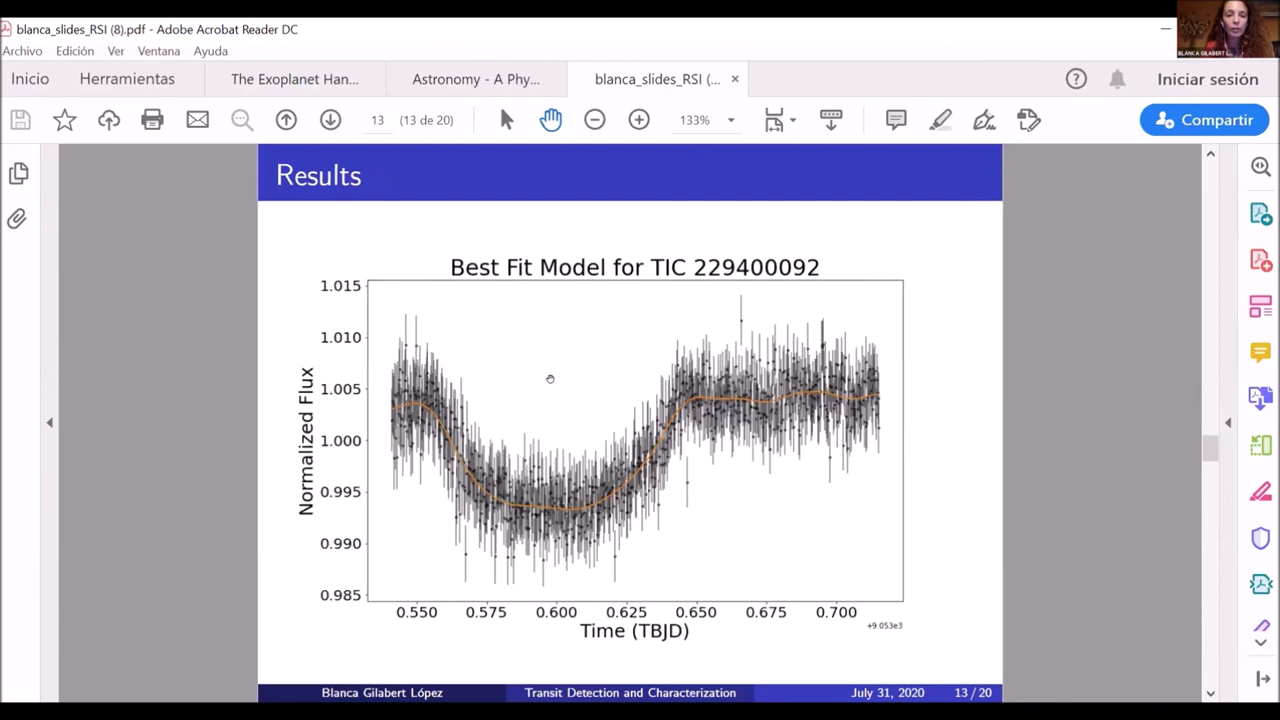 blanca_slides_RSI (8).pdf - Adobe Acrobat Reader DC
BLANCA GILABERT L...
Archivo Edición Ver Ventana Ayuda
Inicio Herramientas The Exoplanet Han... Astronomy - A Phy... blanca_slides_RSI (... × ? Iniciar sesión
13 (13 de 20) 133% Compartir
Results
Best Fit Model for TIC 229400092
1.015
1.010
1.005
1.000
0.995
0.990
0.985
Normalized Flux
0.550 0.575 0.600 0.625 0.650 0.675 0.700
Time (TBJD)
+9.053e3
Blanca Gilabert López Transit Detection and Characterization July 31, 2020 13 / 20